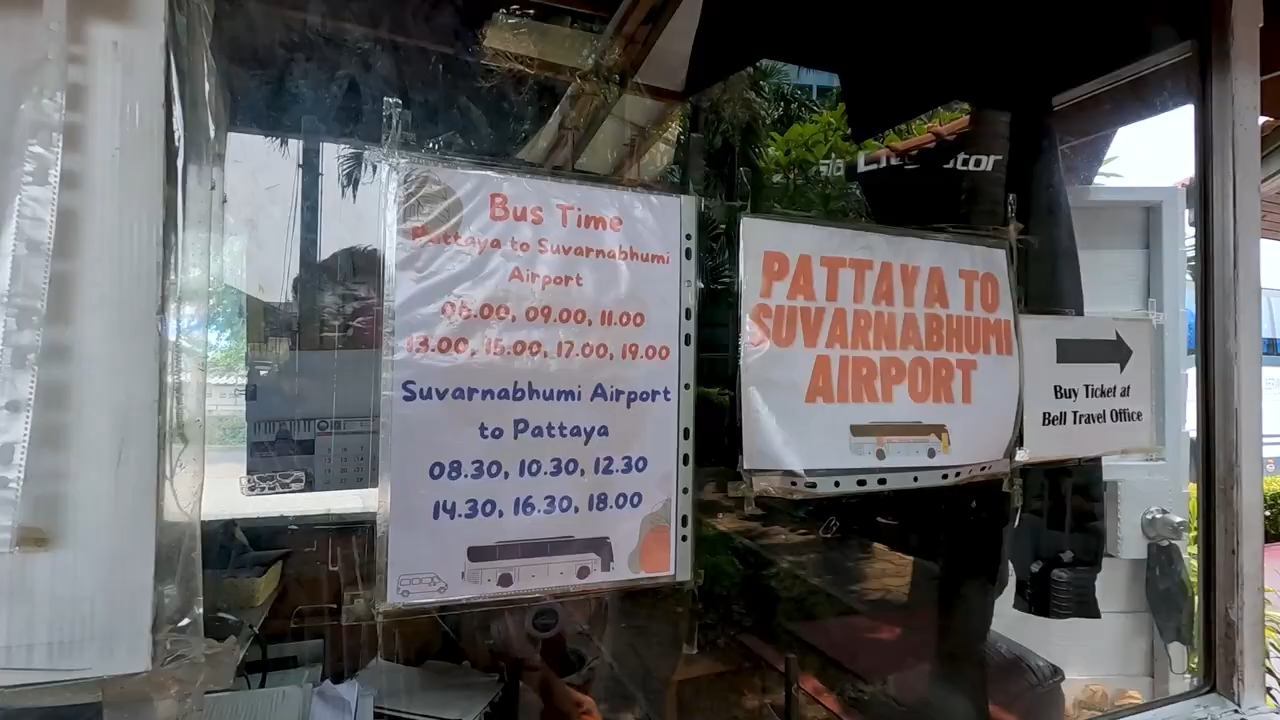 Bus Time
Pattaya to Suvarnabhumi
Airport
06.00, 09.00, 11.00
13.00, 15.00, 17.00, 19.00
Suvarnabhumi Airport
to Pattaya
08.30, 10.30, 12.30
14.30, 16.30, 18.00
PATTAYA TO
SUVARNABHUMI
AIRPORT
Buy Ticket at
Bell Travel Office